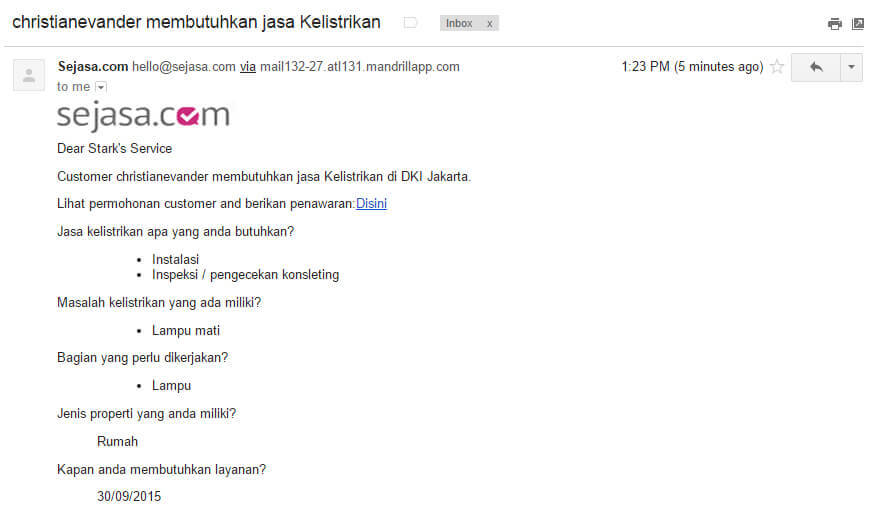 christianevander membutuhkan jasa Kelistrikan
Inbox x
Sejasa.com hello@sejasa.com via mail132-27.atl131.mandrillapp.com
1:23 PM (5 minutes ago)
to me
sejasa.com
Dear Stark's Service
Customer christianevander membutuhkan jasa Kelistrikan di DKI Jakarta.
Lihat permohonan customer and berikan penawaran:Disini
Jasa kelistrikan apa yang anda butuhkan?
• Instalasi
• Inspeksi / pengecekan konsleting
Masalah kelistrikan yang ada miliki?
• Lampu mati
Bagian yang perlu dikerjakan?
• Lampu
Jenis properti yang anda miliki?
Rumah
Kapan anda membutuhkan layanan?
30/09/2015